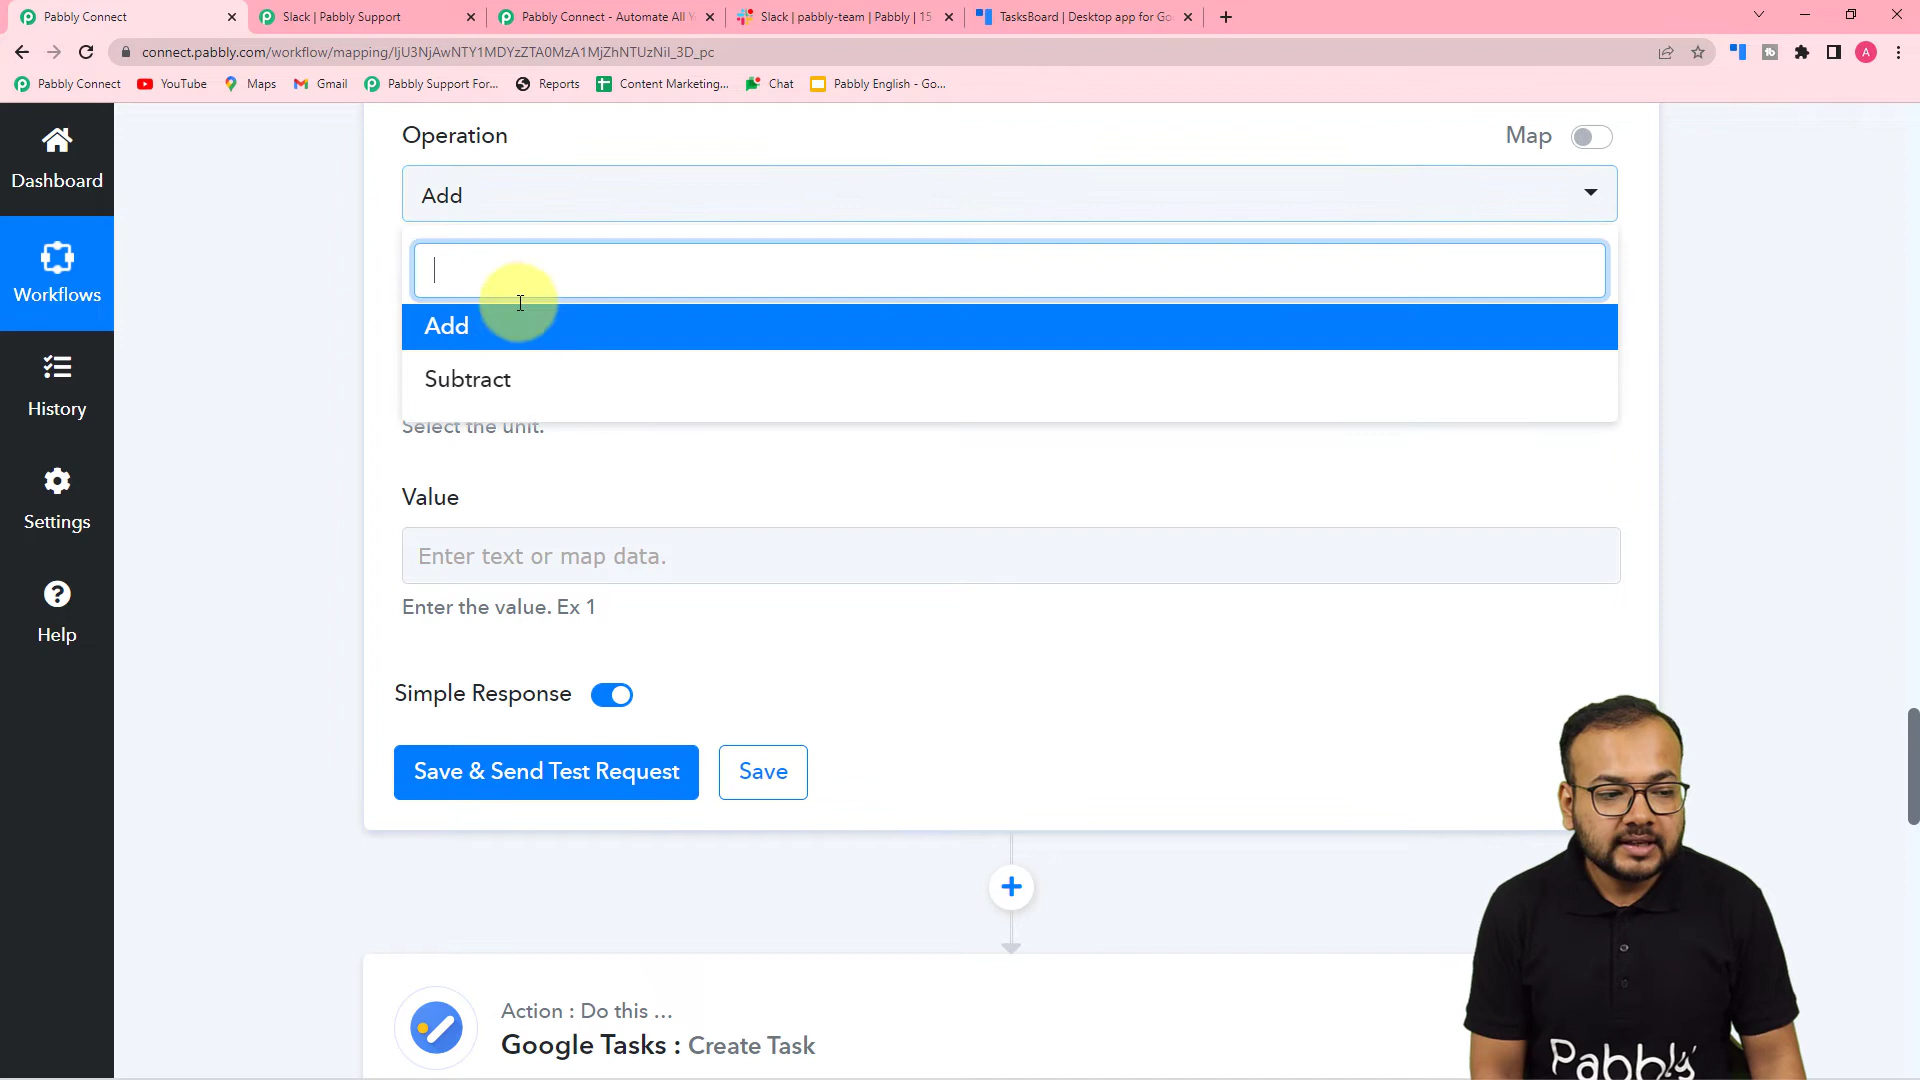 Pabbly Connect
Slack | Pabbly Support
Pabbly Connect - Automate All Y
Slack | pabbly-team | Pabbly | 15
TasksBoard | Desktop app for Go
connect.pabbly.com/workflow/mapping/IjU3NjAwNTY1MDYzZTA0MzA1MjZhNTUzNiI_3D_pc
A
Pabbly Connect
YouTube
Maps
Gmail
Pabbly Support For...
Reports
Content Marketing...
Chat
Pabbly English - Go...
Dashboard
Workflows
History
Settings
Help
Operation
Map
Add
Add
Subtract
Select the unit.
Value
Enter text or map data.
Enter the value. Ex 1
Simple Response
Save & Send Test Request
Save
Action : Do this ...
Google Tasks : Create Task
Pabbly